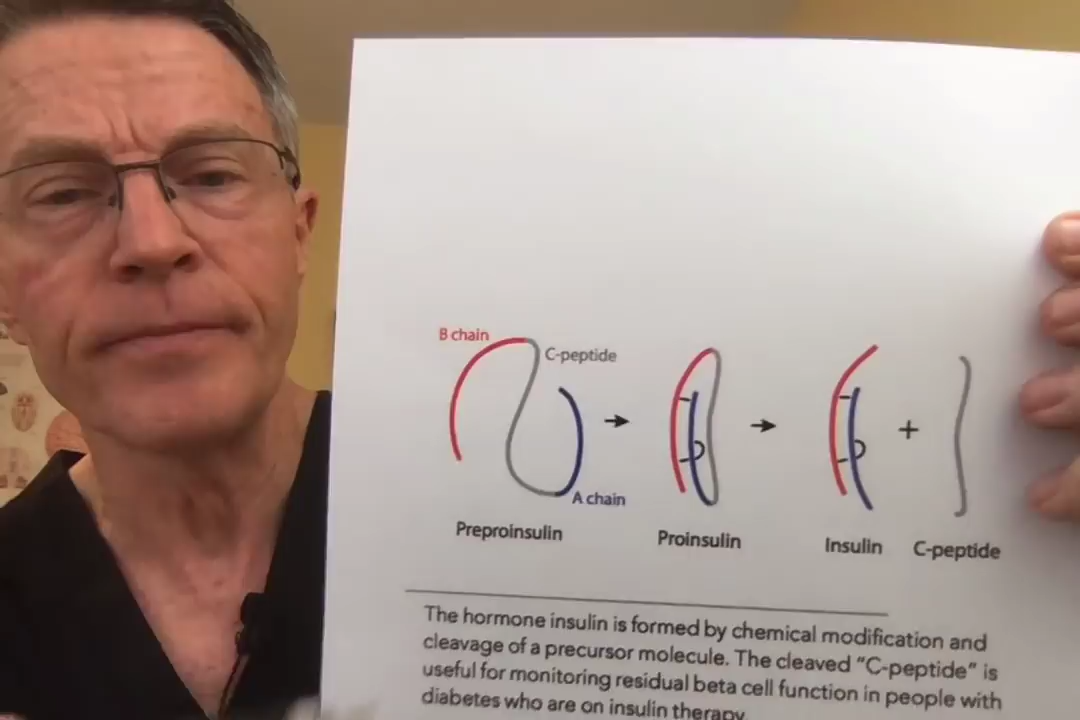 B chain
C-peptide
A chain
Preproinsulin
Proinsulin
Insulin
+
C-peptide
The hormone insulin is formed by chemical modification and
cleavage of a precursor molecule. The cleaved “C-peptide” is
useful for monitoring residual beta cell function in people with
diabetes who are on insulin therapy.